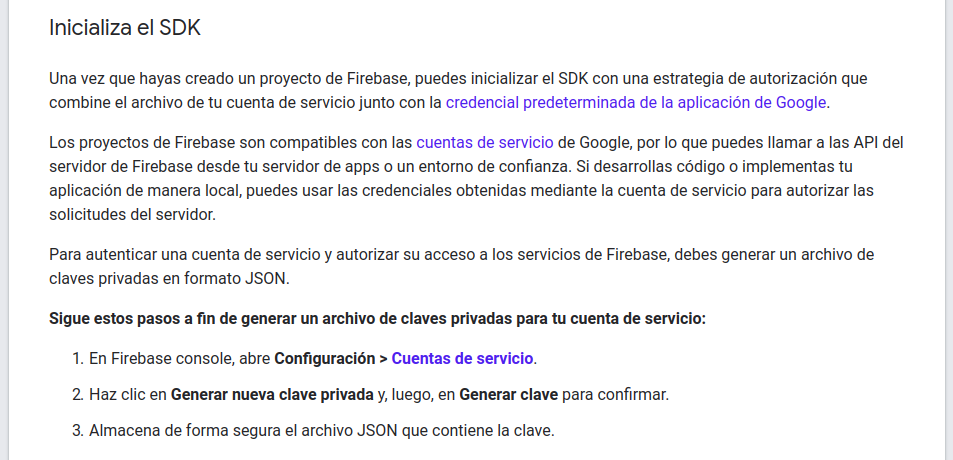 Inicializa el SDK
Una vez que hayas creado un proyecto de Firebase, puedes inicializar el SDK con una estrategia de autorización que
combine el archivo de tu cuenta de servicio junto con la credencial predeterminada de la aplicación de Google.
Los proyectos de Firebase son compatibles con las cuentas de servicio de Google, por lo que puedes llamar a las API del
servidor de Firebase desde tu servidor de apps o un entorno de confianza. Si desarrollas código o implementas tu
aplicación de manera local, puedes usar las credenciales obtenidas mediante la cuenta de servicio para autorizar las
solicitudes del servidor.
Para autenticar una cuenta de servicio y autorizar su acceso a los servicios de Firebase, debes generar un archivo de
claves privadas en formato JSON.
Sigue estos pasos a fin de generar un archivo de claves privadas para tu cuenta de servicio:
1. En Firebase console, abre Configuración > Cuentas de servicio.
2. Haz clic en Generar nueva clave privada y, luego, en Generar clave para confirmar.
3. Almacena de forma segura el archivo JSON que contiene la clave.